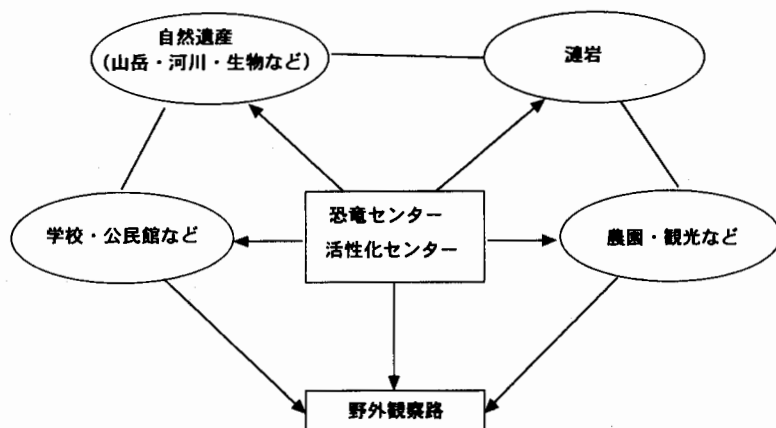 自然遺産
（山岳・河川・生物など）
漣岩
恐竜センター
活性化センター
学校・公民館など
農園・観光など
野外観察路